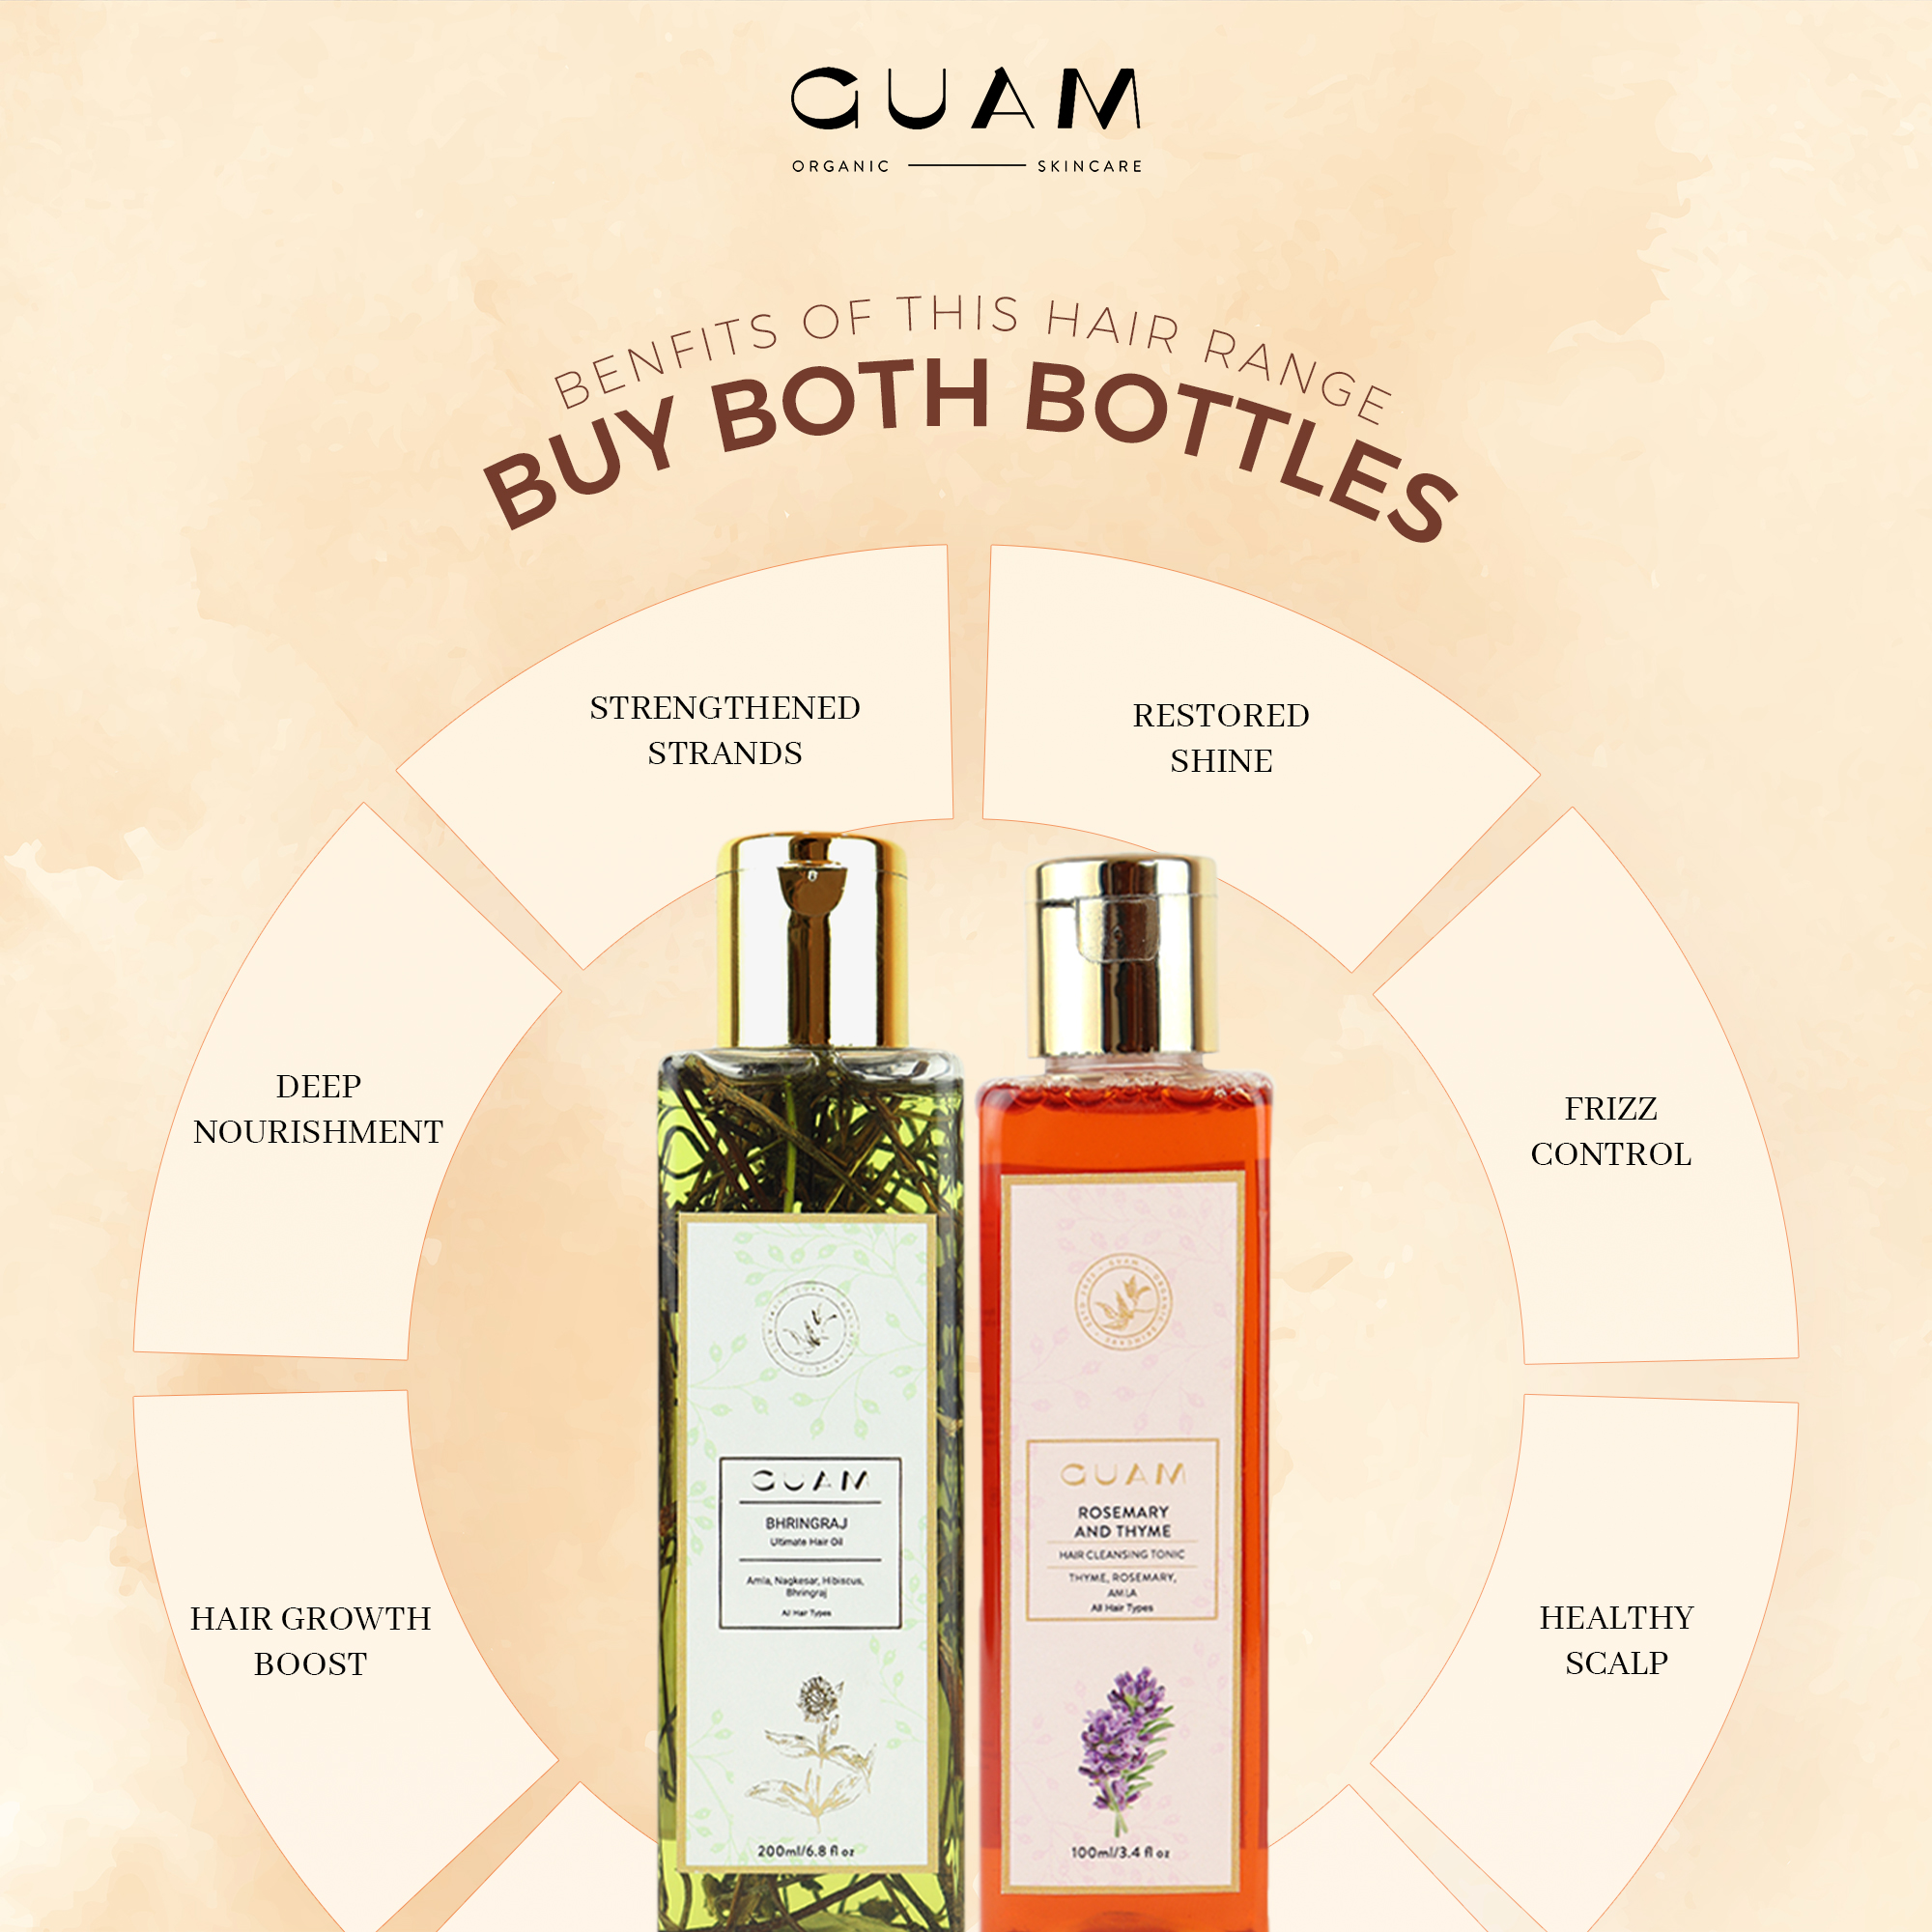 GUAM
ORGANIC SKINCARE
BENFITS OF THIS HAIR RANGE
BUY BOTH BOTTLES
STRENGTHENED
STRANDS
RESTORED
SHINE
DEEP
NOURISHMENT
FRIZZ
CONTROL
HAIR GROWTH
BOOST
HEALTHY
SCALP
GUAM
BHRINGRAJ
Ultimate Hair Oil
Amla, Nagkesar, Hibiscus,
Bhringraj
All Hair Types
200ml/6.8 fl oz
GUAM
ROSEMARY
AND THYME
HAIR CLEANSING TONIC
THYME, ROSEMARY,
AMLA
All Hair Types
100ml/3.4 fl oz